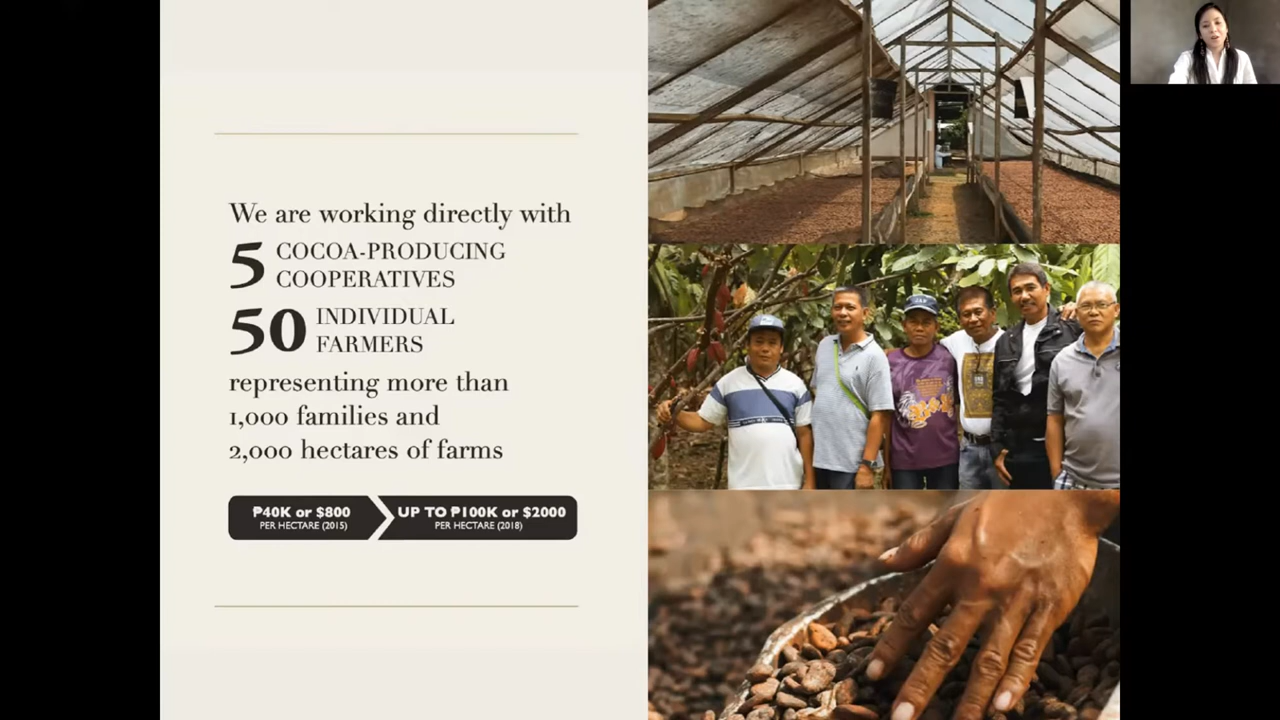 We are working directly with
5 COCOA-PRODUCING
COOPERATIVES
50 INDIVIDUAL
FARMERS
representing more than
1,000 families and
2,000 hectares of farms
₱40K or $800
PER HECTARE (2015)
UP TO ₱100K or $2000
PER HECTARE (2018)